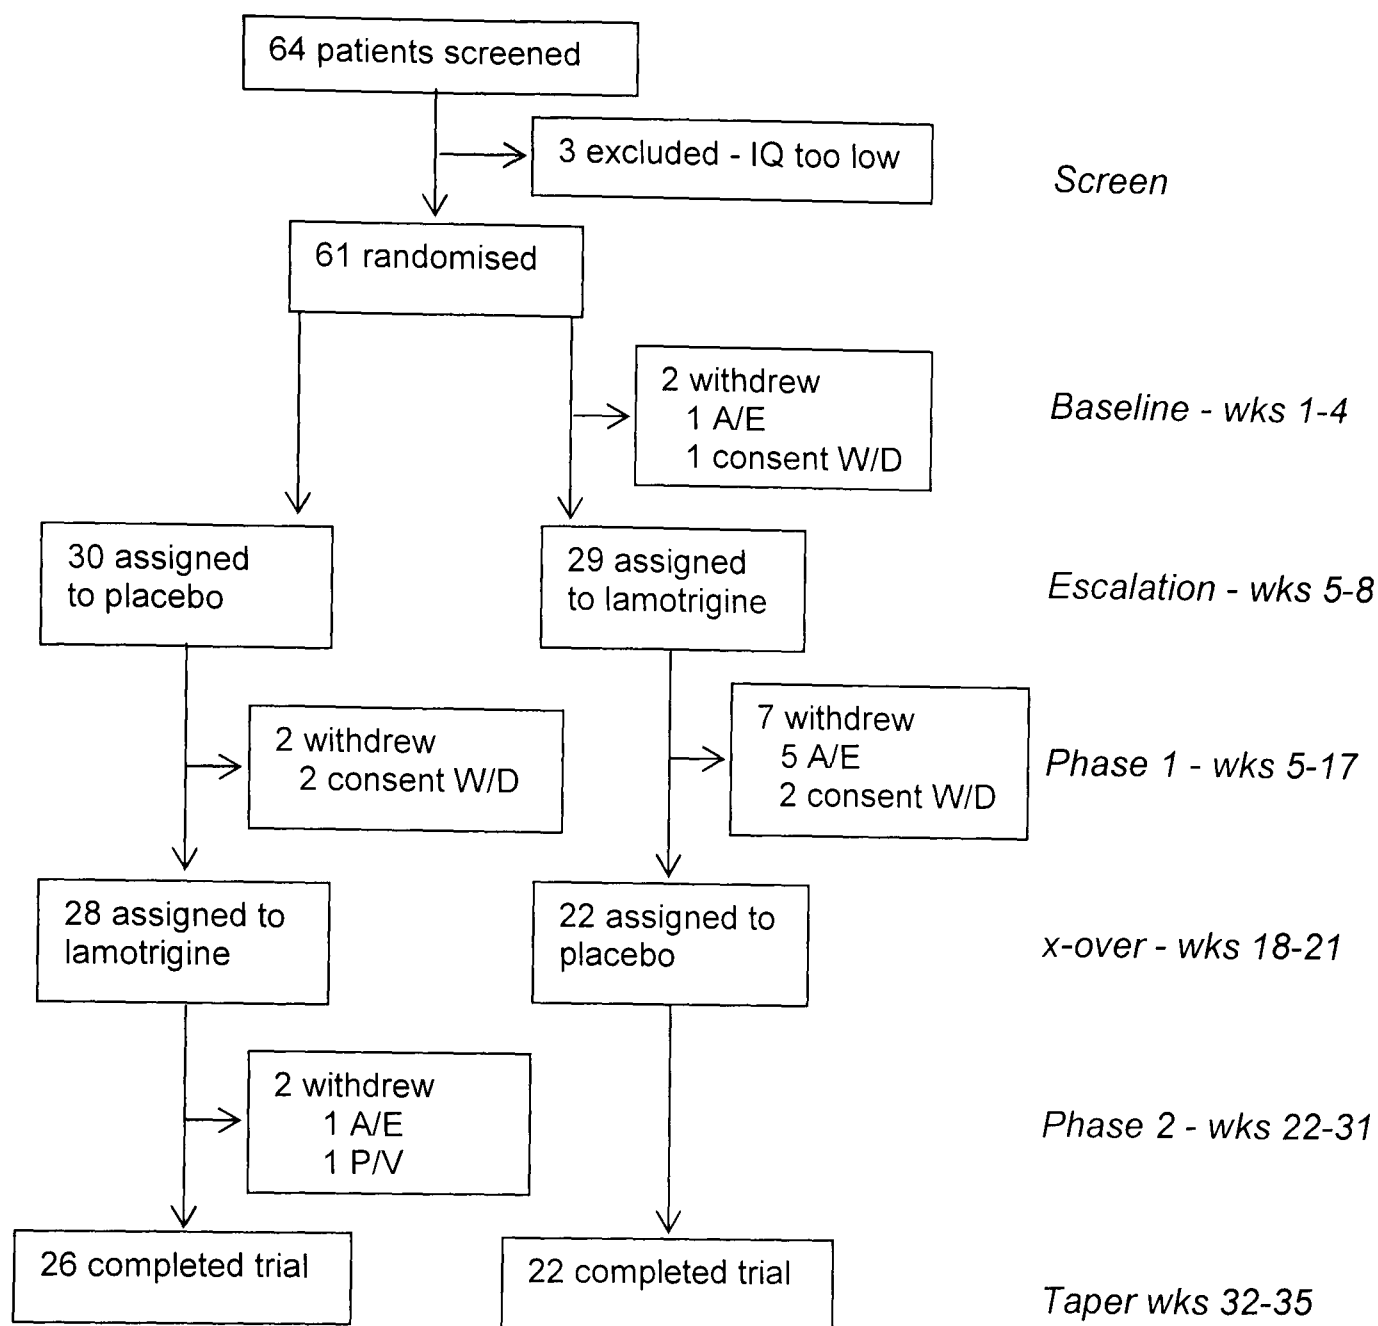 64 patients screened
3 excluded - IQ too low
Screen
61 randomised
2 withdrew
1 A/E
1 consent W/D
Baseline - wks 1-4
30 assigned
to placebo
29 assigned
to lamotrigine
Escalation - wks 5-8
2 withdrew
2 consent W/D
7 withdrew
5 A/E
2 consent W/D
Phase 1 - wks 5-17
28 assigned to
lamotrigine
22 assigned to
placebo
x-over - wks 18-21
2 withdrew
1 A/E
1 P/V
Phase 2 - wks 22-31
26 completed trial
22 completed trial
Taper wks 32-35